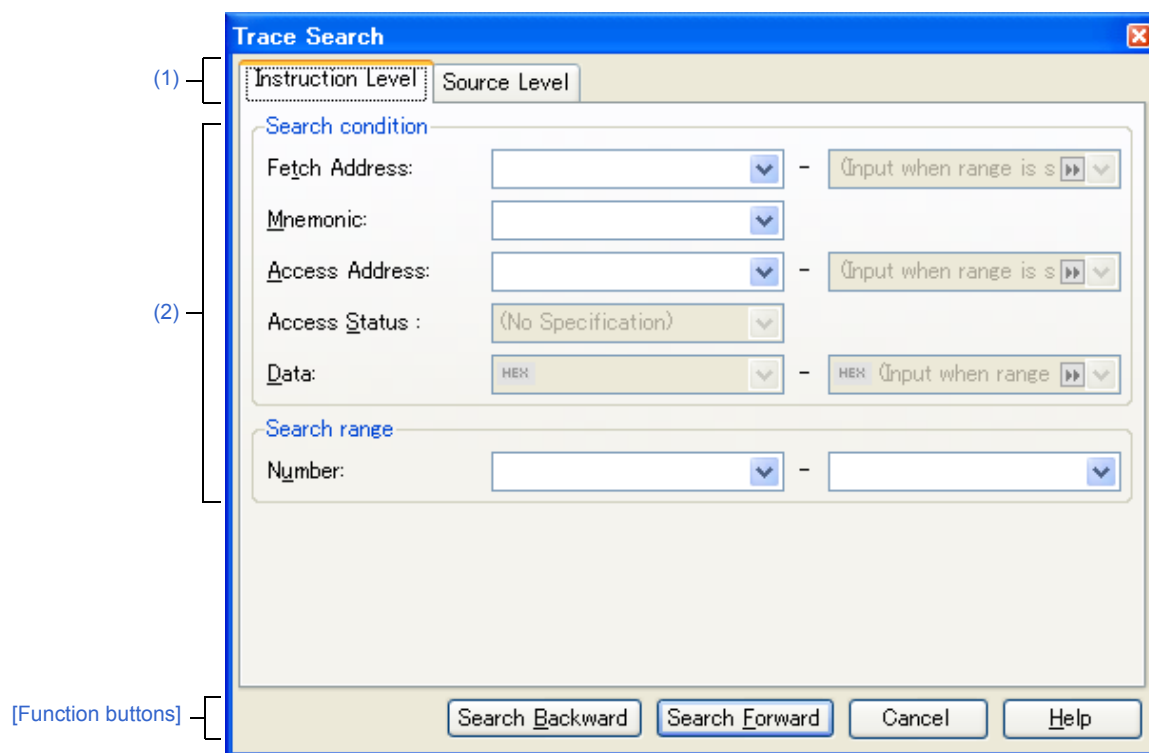 Trace Search
(1)
Instruction Level
Source Level
(2)
Search condition
Fetch Address:
-
(Input when range is s
Mnemonic:
Access Address:
-
(Input when range is s
Access Status :
(No Specification)
Data:
HEX
-
HEX (Input when range
Search range
Number:
-
[Function buttons]
Search Backward
Search Forward
Cancel
Help